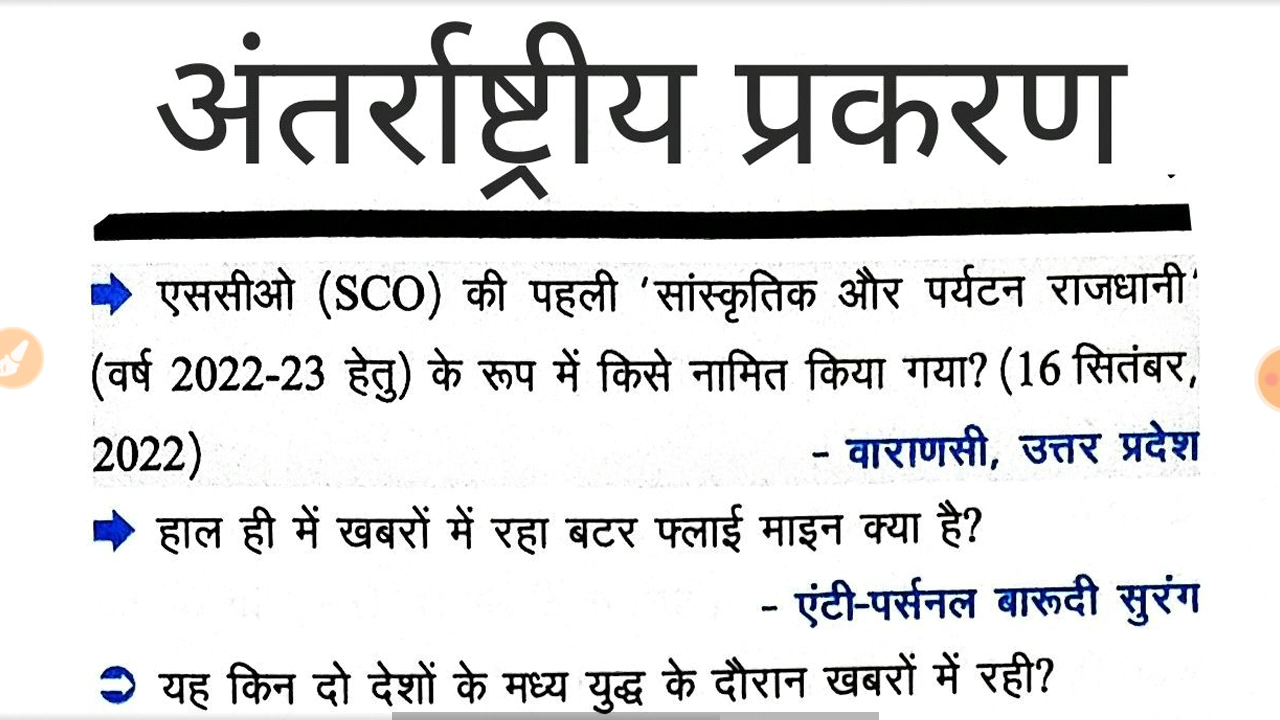 अंतर्राष्ट्रीय प्रकरण
एससीओ (SCO) की पहली 'सांस्कृतिक और पर्यटन राजधानी'
(वर्ष 2022-23 हेतु) के रूप में किसे नामित किया गया? (16 सितंबर,
2022) - वाराणसी, उत्तर प्रदेश
हाल ही में खबरों में रहा बटर फ्लाई माइन क्या है?
- एंटी-पर्सनल बारूदी सुरंग
यह किन दो देशों के मध्य युद्ध के दौरान खबरों में रही?